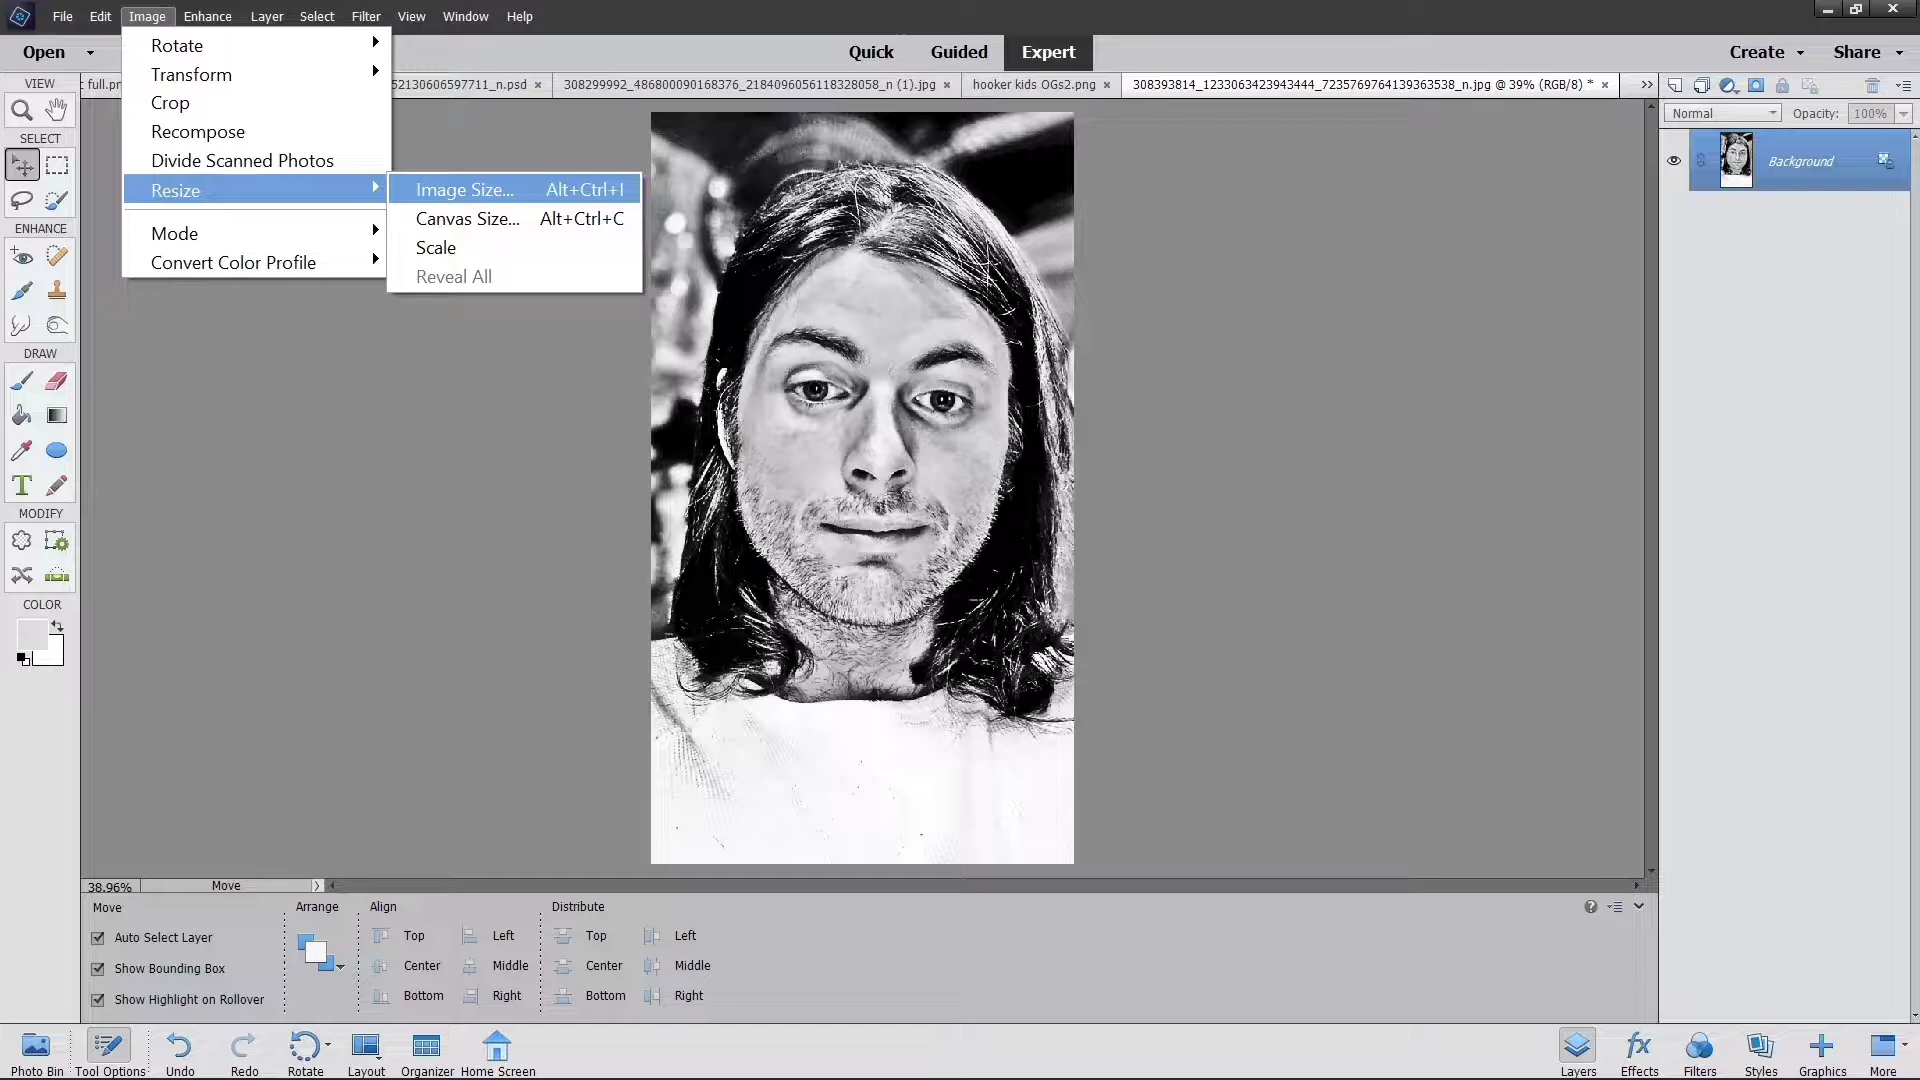 File Edit Image Enhance Layer Select Filter View Window Help
Open Quick Guided Expert Create Share
full.pn 52130606597711_n.psd × 308299992_486800090168376_2184096056118328058_n (1).jpg × hooker kids OGs2.png × 308393814_1233063423943444_7235769764139363538_n.jpg @ 39% (RGB/8) * ×
Rotate
Transform
Crop
Recompose
Divide Scanned Photos
Resize
Mode
Convert Color Profile
Image Size... Alt+Ctrl+I
Canvas Size... Alt+Ctrl+C
Scale
Reveal All
VIEW
SELECT
ENHANCE
DRAW
MODIFY
COLOR
Normal Opacity: 100%
Background
38.96% Move
Move Arrange Align Distribute
Auto Select Layer Top Left Top Left
Show Bounding Box Center Middle Center Middle
Show Highlight on Rollover Bottom Right Bottom Right
Photo Bin Tool Options Undo Redo Rotate Layout Organizer Home Screen Layers Effects Filters Styles Graphics More